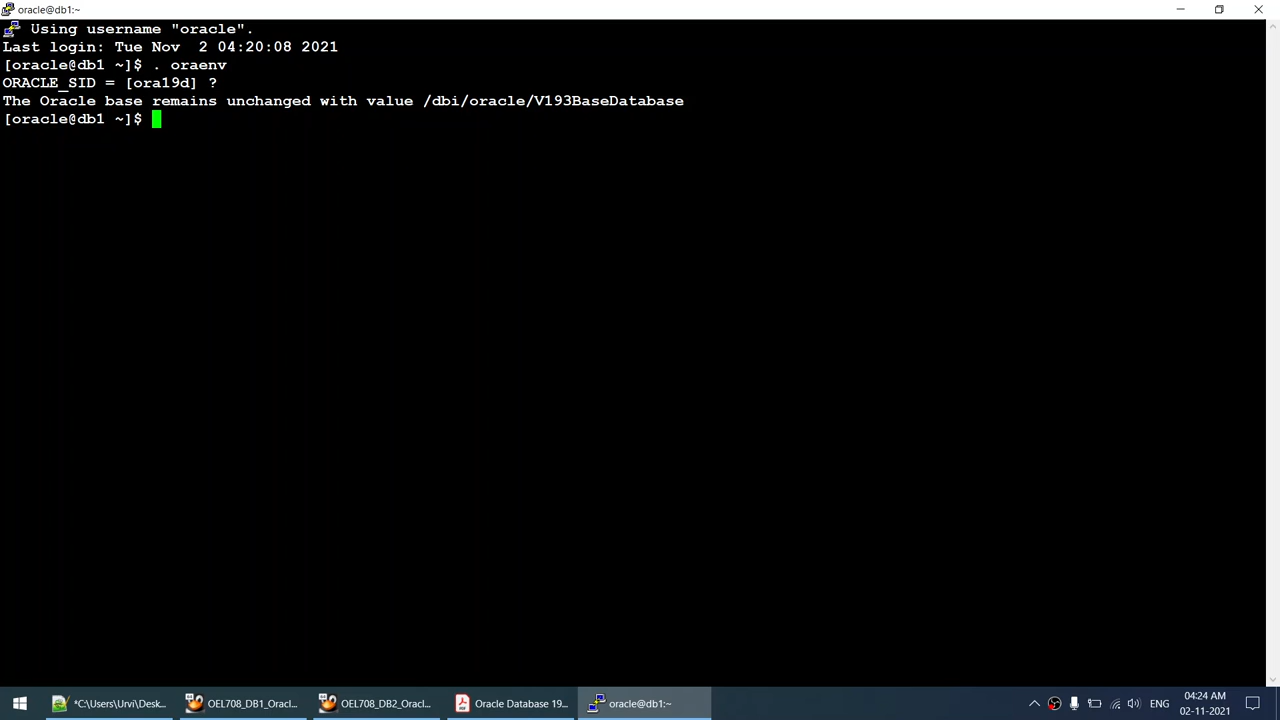 oracle@db1:~
Using username "oracle".
Last login: Tue Nov  2 04:20:08 2021
[oracle@db1 ~]$ . oraenv
ORACLE_SID = [ora19d] ?
The Oracle base remains unchanged with value /dbi/oracle/V193BaseDatabase
[oracle@db1 ~]$
*C:\Users\Urvi\Desk...
OEL708_DB1_Oracl...
OEL708_DB2_Oracl...
Oracle Database 19...
oracle@db1:~
ENG
04:24 AM
02-11-2021